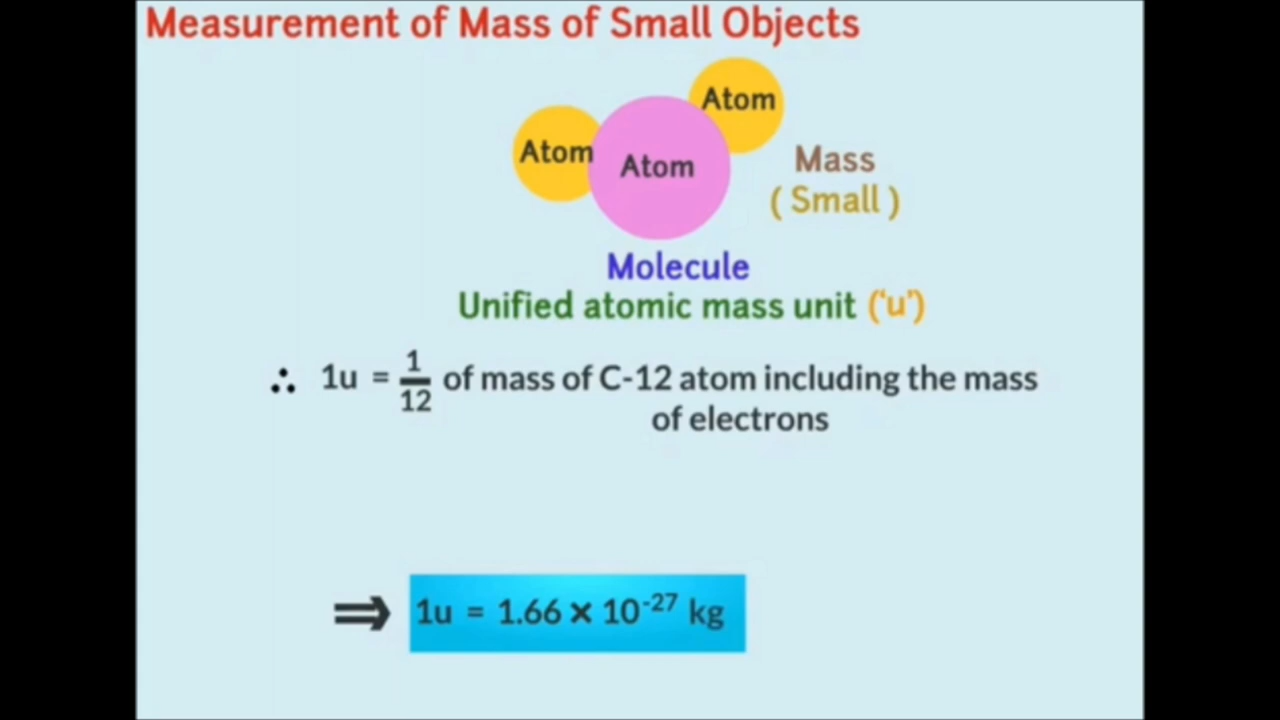 Measurement of Mass of Small Objects
Atom
Atom
Atom
Mass
( Small )
Molecule
Unified atomic mass unit (‘u’)
∴ 1u = 1/12 of mass of C-12 atom including the mass
of electrons
⇒ 1u = 1.66 × 10⁻²⁷ kg